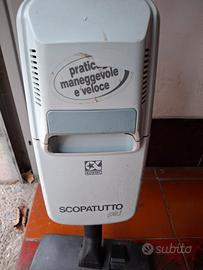 pratico
maneggevole
e veloce
SCOPATUTTO
plus
subito